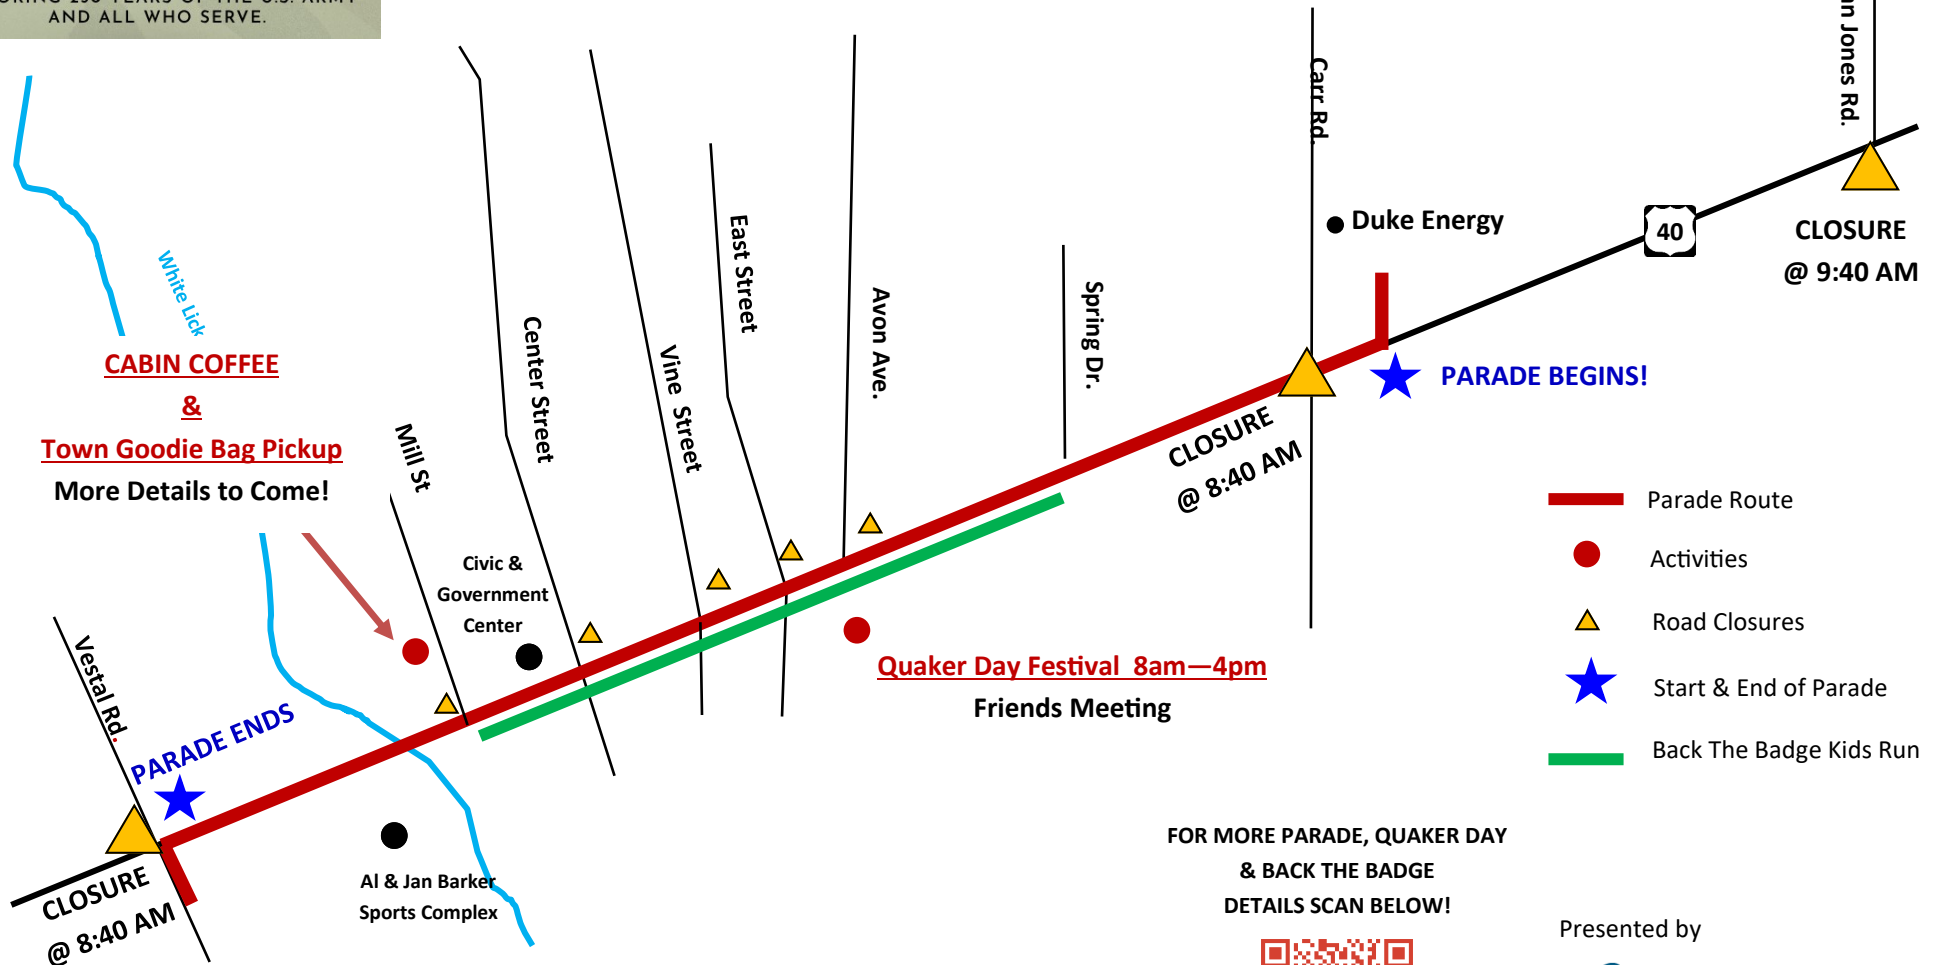 AND ALL WHO SERVE.
White Lick
CABIN COFFEE
&
Town Goodie Bag Pickup
More Details to Come!
Mill St
Center Street
Vine Street
East Street
Avon Ave.
Spring Dr.
Carr Rd.
Jones Rd.
Duke Energy
40
CLOSURE
@ 9:40 AM
PARADE BEGINS!
CLOSURE
@ 8:40 AM
Civic &
Government
Center
Quaker Day Festival 8am—4pm
Friends Meeting
Vestal Rd.
PARADE ENDS
CLOSURE
@ 8:40 AM
Al & Jan Barker
Sports Complex
Parade Route
Activities
Road Closures
Start & End of Parade
Back The Badge Kids Run
FOR MORE PARADE, QUAKER DAY
& BACK THE BADGE
DETAILS SCAN BELOW!
Presented by